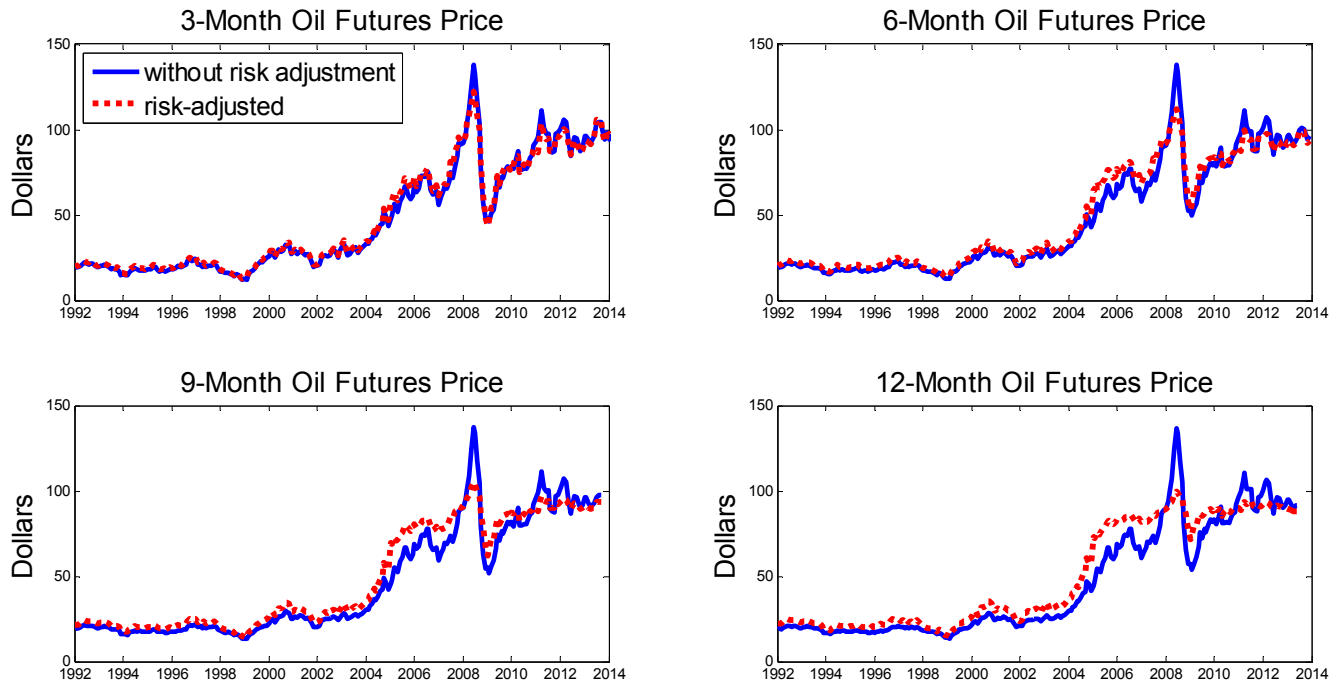 3-Month Oil Futures Price
150
without risk adjustment
risk-adjusted
100
Dollars
50
0
1992 1994 1996 1998 2000 2002 2004 2006 2008 2010 2012 2014
6-Month Oil Futures Price
150
100
Dollars
50
0
1992 1994 1996 1998 2000 2002 2004 2006 2008 2010 2012 2014
9-Month Oil Futures Price
150
100
Dollars
50
0
1992 1994 1996 1998 2000 2002 2004 2006 2008 2010 2012 2014
12-Month Oil Futures Price
150
100
Dollars
50
0
1992 1994 1996 1998 2000 2002 2004 2006 2008 2010 2012 2014